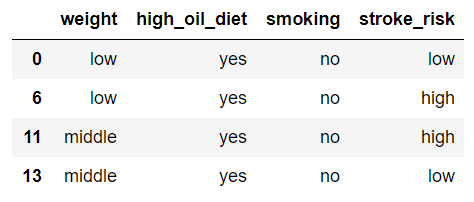 weight high_oil_diet smoking stroke_risk
0 low yes no low
6 low yes no high
11 middle yes no high
13 middle yes no low